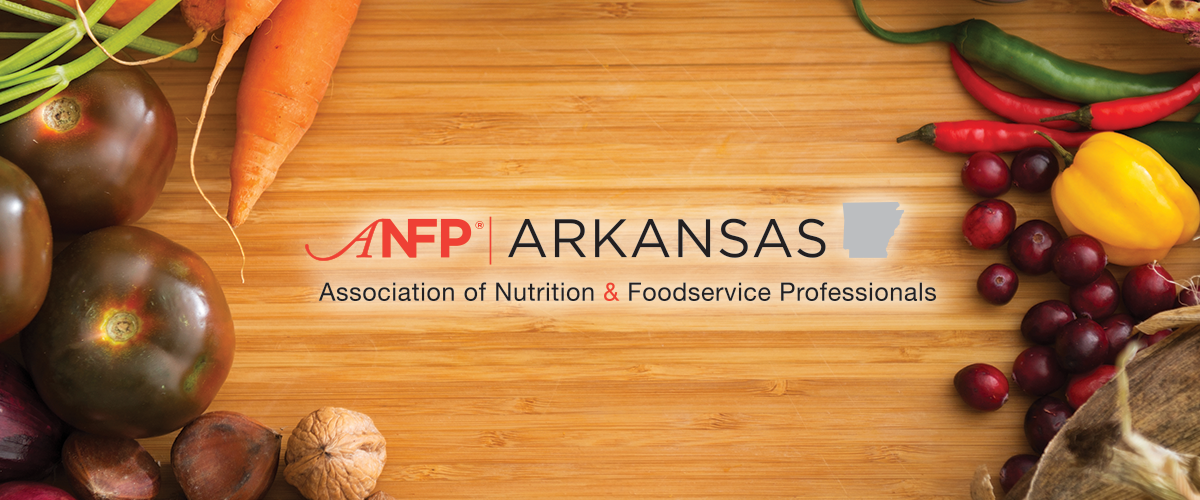 ANFP® | ARKANSAS
Association of Nutrition & Foodservice Professionals